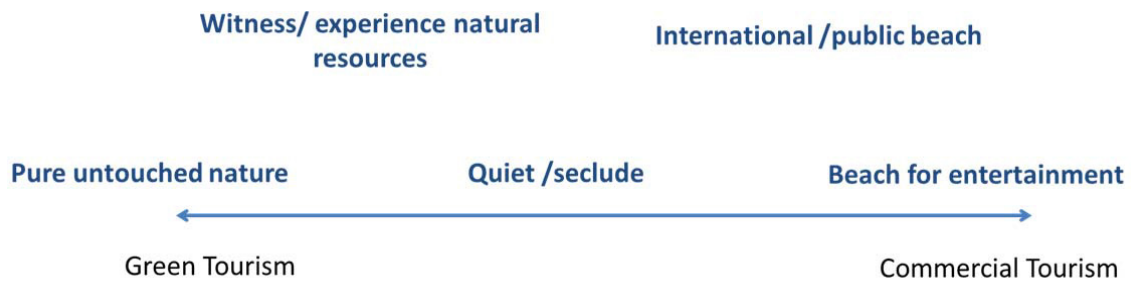 Witness/ experience natural
resources
International /public beach
Pure untouched nature
Quiet /seclude
Beach for entertainment
Green Tourism
Commercial Tourism